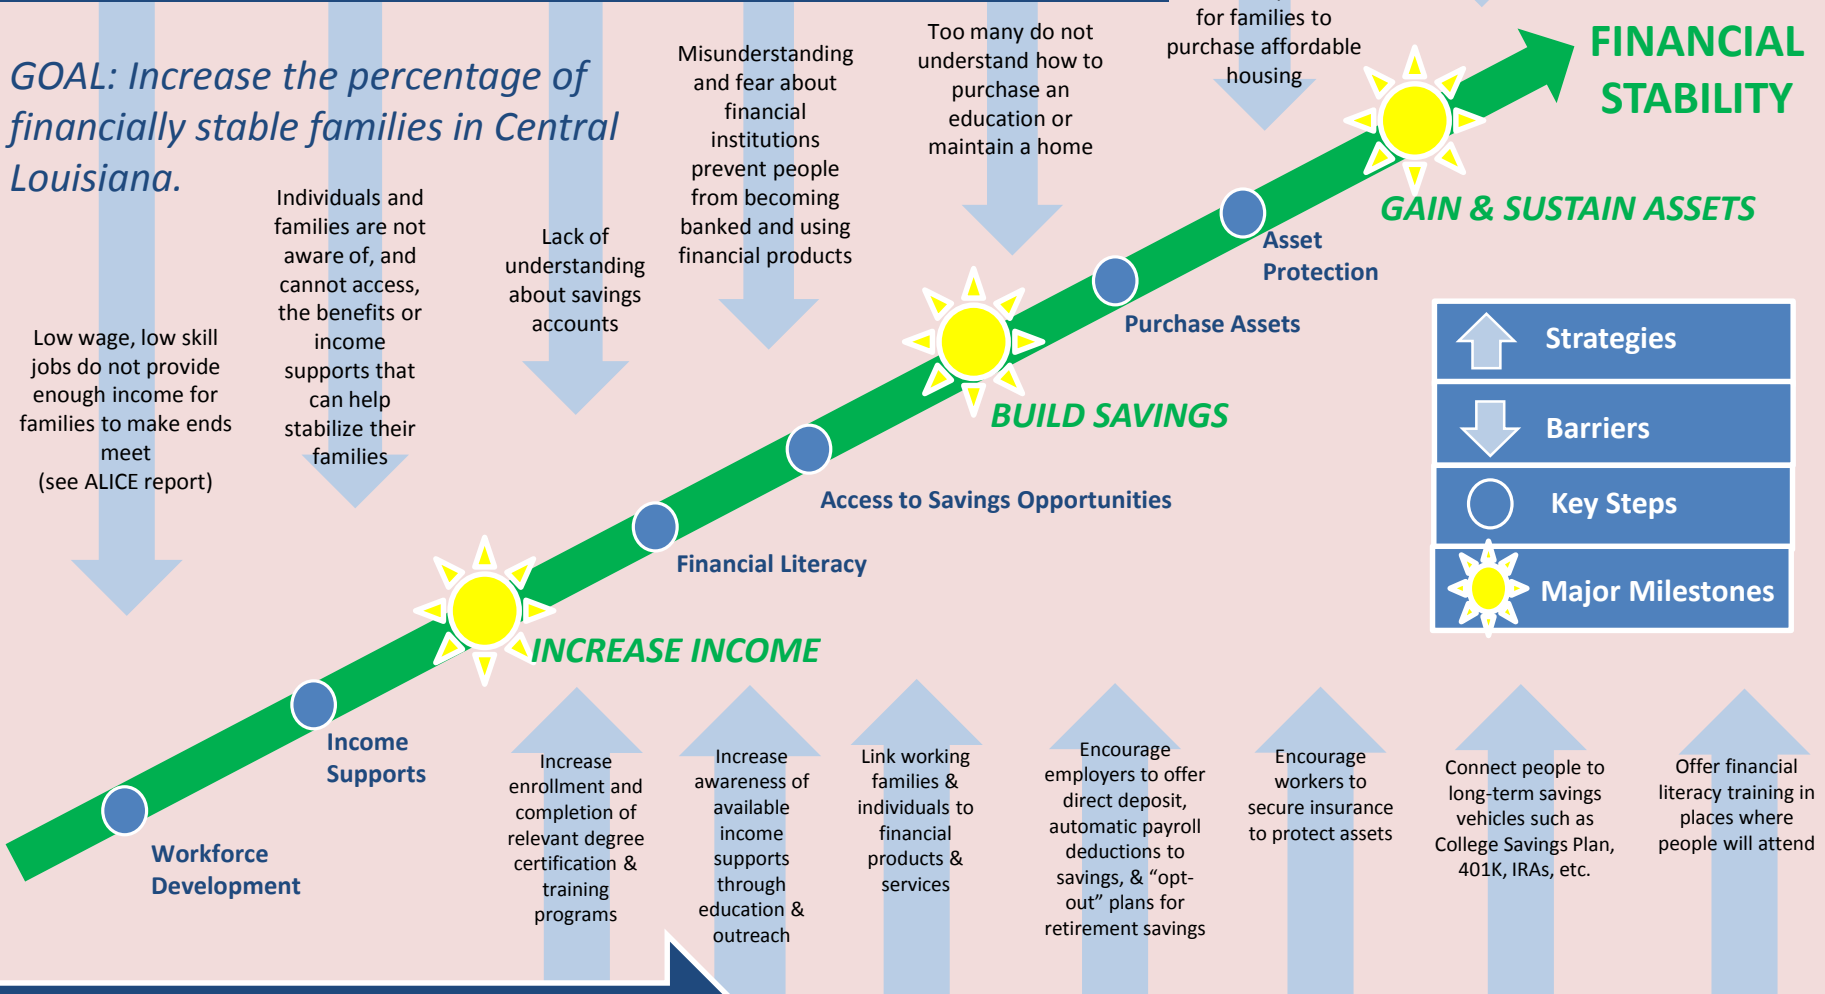 GOAL: Increase the percentage of
financially stable families in Central
Louisiana.
Low wage, low skill
jobs do not provide
enough income for
families to make ends
meet
(see ALICE report)
Individuals and
families are not
aware of, and
cannot access,
the benefits or
income
supports that
can help
stabilize their
families
Lack of
understanding
about savings
accounts
Misunderstanding
and fear about
financial
institutions
prevent people
from becoming
banked and using
financial products
Too many do not
understand how to
purchase an
education or
maintain a home
for families to
purchase affordable
housing
FINANCIAL
STABILITY
GAIN & SUSTAIN ASSETS
Asset
Protection
Purchase Assets
BUILD SAVINGS
Access to Savings Opportunities
Financial Literacy
INCREASE INCOME
Income
Supports
Workforce
Development
Strategies
Barriers
Key Steps
Major Milestones
Increase
enrollment and
completion of
relevant degree
certification &
training
programs
Increase
awareness of
available
income
supports
through
education &
outreach
Link working
families &
individuals to
financial
products &
services
Encourage
employers to offer
direct deposit,
automatic payroll
deductions to
savings, & “opt-
out” plans for
retirement savings
Encourage
workers to
secure insurance
to protect assets
Connect people to
long-term savings
vehicles such as
College Savings Plan,
401K, IRAs, etc.
Offer financial
literacy training in
places where
people will attend